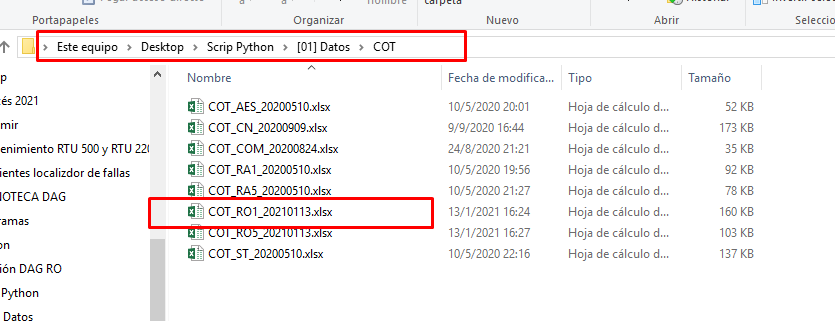 nombre
carpeta
Portapapeles Organizar Nuevo Abrir
Este equipo > Desktop > Scrip Python > [01] Datos > COT
Nombre Fecha de modifica... Tipo Tamaño
COT_AES_20200510.xlsx 10/5/2020 20:01 Hoja de cálculo d... 52 KB
COT_CN_20200909.xlsx 9/9/2020 16:44 Hoja de cálculo d... 173 KB
COT_COM_20200824.xlsx 24/8/2020 21:21 Hoja de cálculo d... 35 KB
COT_RA1_20200510.xlsx 10/5/2020 19:56 Hoja de cálculo d... 92 KB
COT_RA5_20200510.xlsx 10/5/2020 21:27 Hoja de cálculo d... 78 KB
COT_RO1_20210113.xlsx 13/1/2021 16:24 Hoja de cálculo d... 160 KB
COT_RO5_20210113.xlsx 13/1/2021 16:27 Hoja de cálculo d... 103 KB
COT_ST_20200510.xlsx 10/5/2020 22:16 Hoja de cálculo d... 137 KB
p
és 2021
mir
enimiento RTU 500 y RTU 220
ientes localizdor de fallas
IOTECA DAG
ramas
ión DAG RO
Python
s